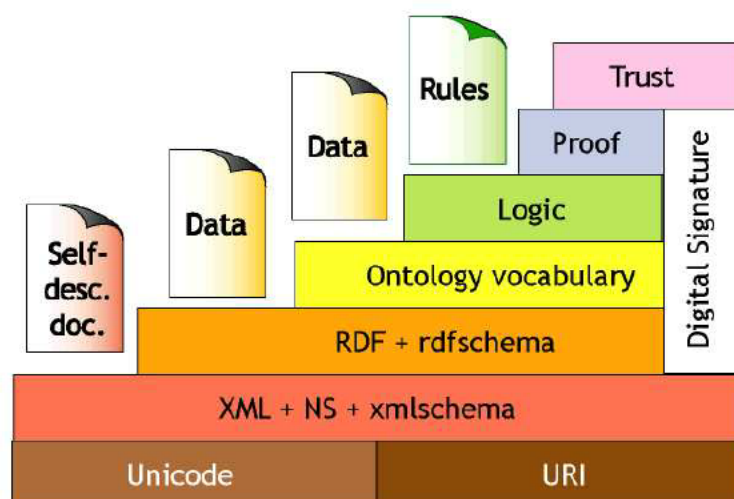 Rules
Trust
Data
Proof
Data
Logic
Self-
desc.
doc.
Ontology vocabulary
Digital Signature
RDF + rdfschema
XML + NS + xmlschema
Unicode
URI